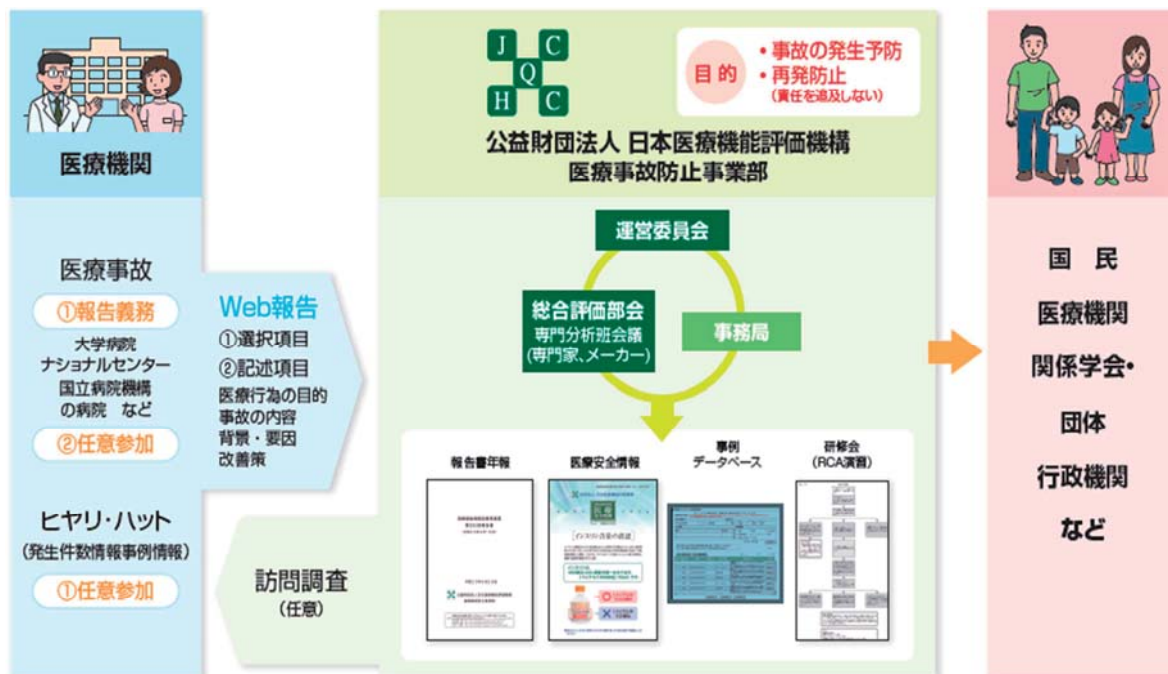 医療機関
医療事故
①報告義務
大学病院
ナショナルセンター
国立病院機構
の病院 など
②任意参加
ヒヤリ・ハット
(発生件数情報事例情報)
①任意参加
Web報告
①選択項目
②記述項目
医療行為の目的
事故の内容
背景・要因
改善策
訪問調査
(任意)
J C
Q
H C
目的
・事故の発生予防
・再発防止
(責任を追及しない)
公益財団法人 日本医療機能評価機構
医療事故防止事業部
運営委員会
総合評価部会
専門分析班会議
(専門家、メーカー)
事務局
報告書年報
医療安全情報
事例
データベース
研修会
(RCA演習)
国 民
医療機関
関係学会・
団体
行政機関
など